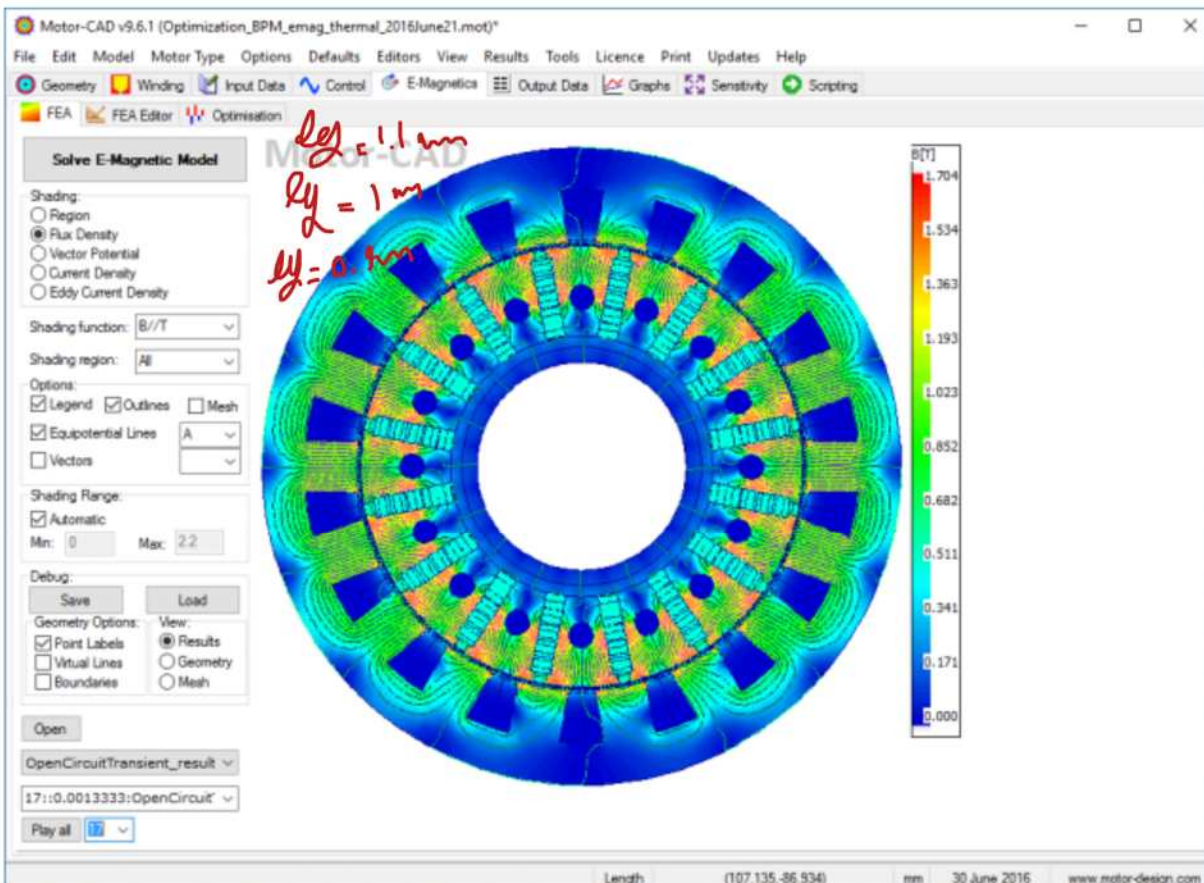 Motor-CAD v9.6.1 (Optimization_BPM_emag_thermal_2016June21.mot)*
File Edit Model Motor Type Options Defaults Editors View Results Tools Licence Print Updates Help
Geometry Winding Input Data Control E-Magnetics Output Data Graphs Sensitivity Scripting
FEA FEA Editor Optimisation
Solve E-Magnetic Model
Motor-CAD
= 1.1 mm
= 1 m
= 0.
Shading:
Region
Flux Density
Vector Potential
Current Density
Eddy Current Density
Shading function: B//T
Shading region: All
Options:
Legend Outlines Mesh
Equipotential Lines A
Vectors
Shading Range:
Automatic
Min: 0 Max: 2.2
Debug:
Save Load
Geometry Options: View:
Point Labels Results
Virtual Lines Geometry
Boundaries Mesh
Open
OpenCircuitTransient_result
17::0.0013333:OpenCircuit
Play all 17
B[T]
1.704
1.534
1.363
1.193
1.023
0.852
0.682
0.511
0.341
0.171
0.000
Length (107.135,-86.934) mm 30 June 2016 www.motor-design.com